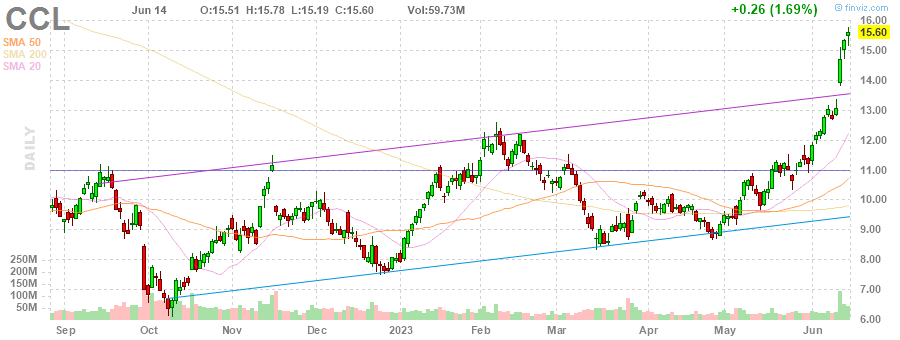 CCL Jun 14 O:15.51 H:15.78 L:15.19 C:15.60 Vol:59.73M +0.26 (1.69%) © finviz.com
SMA 50
SMA 200
SMA 20
DAILY
16.00
15.60
15.00
14.00
13.00
12.00
11.00
10.00
9.00
8.00
7.00
6.00
250M
200M
150M
100M
50M
Sep Oct Nov Dec 2023 Feb Mar Apr May Jun